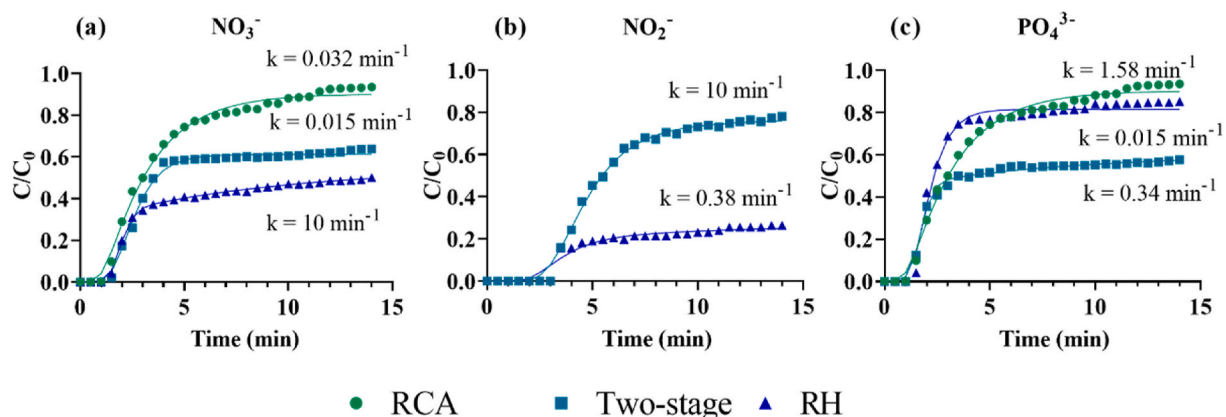 (a) NO₃⁻
k = 0.032 min⁻¹
k = 0.015 min⁻¹
k = 10 min⁻¹
C/C₀
1.0
0.8
0.6
0.4
0.2
0.0
0 5 10 15
Time (min)
(b) NO₂⁻
k = 10 min⁻¹
k = 0.38 min⁻¹
C/C₀
1.0
0.8
0.6
0.4
0.2
0.0
0 5 10 15
Time (min)
(c) PO₄³⁻
k = 1.58 min⁻¹
k = 0.015 min⁻¹
k = 0.34 min⁻¹
C/C₀
1.0
0.8
0.6
0.4
0.2
0.0
0 5 10 15
Time (min)
RCA Two-stage RH